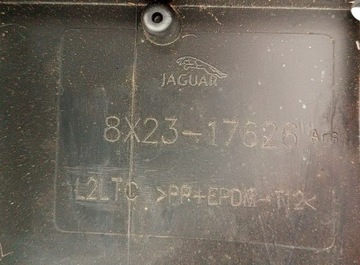 JAGUAR
8X23-17626
L2LTC >PP+EPDM-T12<